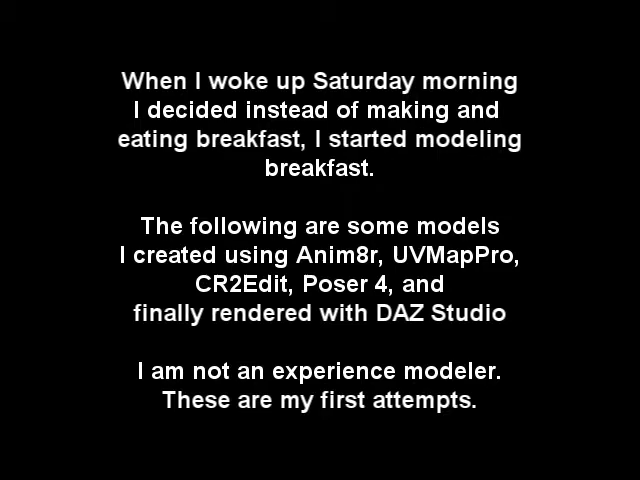 When I woke up Saturday morning
I decided instead of making and
eating breakfast, I started modeling
breakfast.
The following are some models
I created using Anim8r, UVMapPro,
CR2Edit, Poser 4, and
finally rendered with DAZ Studio
I am not an experience modeler.
These are my first attempts.